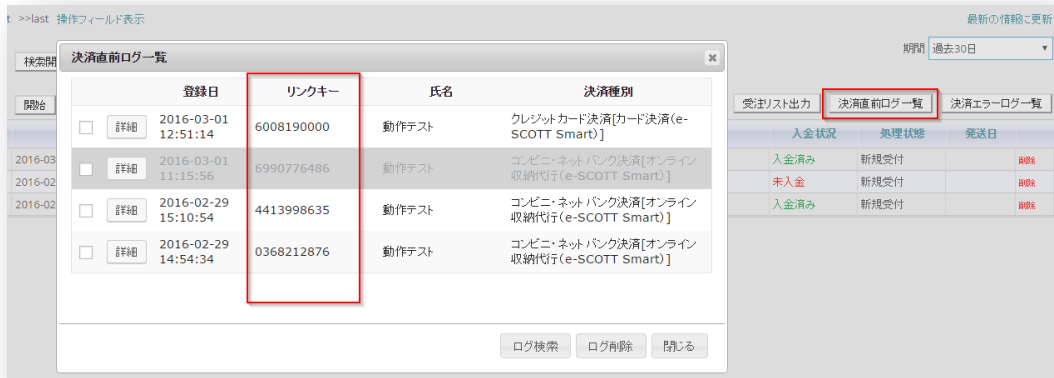 t >>last 操作フィールド表示 最新の情報に更新
期間 過去30日
検索開
決済直前ログ一覧
登録日 リンクキー 氏名 決済種別
開始
受注リスト出力 決済直前ログ一覧 決済エラーログ一覧
入金状況 処理状態 発送日
詳細 2016-03-01 12:51:14 6008190000 動作テスト クレジットカード決済[カード決済(e-
SCOTT Smart)]
詳細 2016-03-01 11:15:56 6990776486 動作テスト コンビニ・ネットバンク決済[オンライン
収納代行(e-SCOTT Smart)]
詳細 2016-02-29 15:10:54 4413998635 動作テスト コンビニ・ネットバンク決済[オンライン
収納代行(e-SCOTT Smart)]
詳細 2016-02-29 14:54:34 0368212876 動作テスト コンビニ・ネットバンク決済[オンライン
収納代行(e-SCOTT Smart)]
2016-03 入金済み 新規受付 削除
2016-02 未入金 新規受付 削除
2016-02 入金済み 新規受付 削除
ログ検索 ログ削除 閉じる